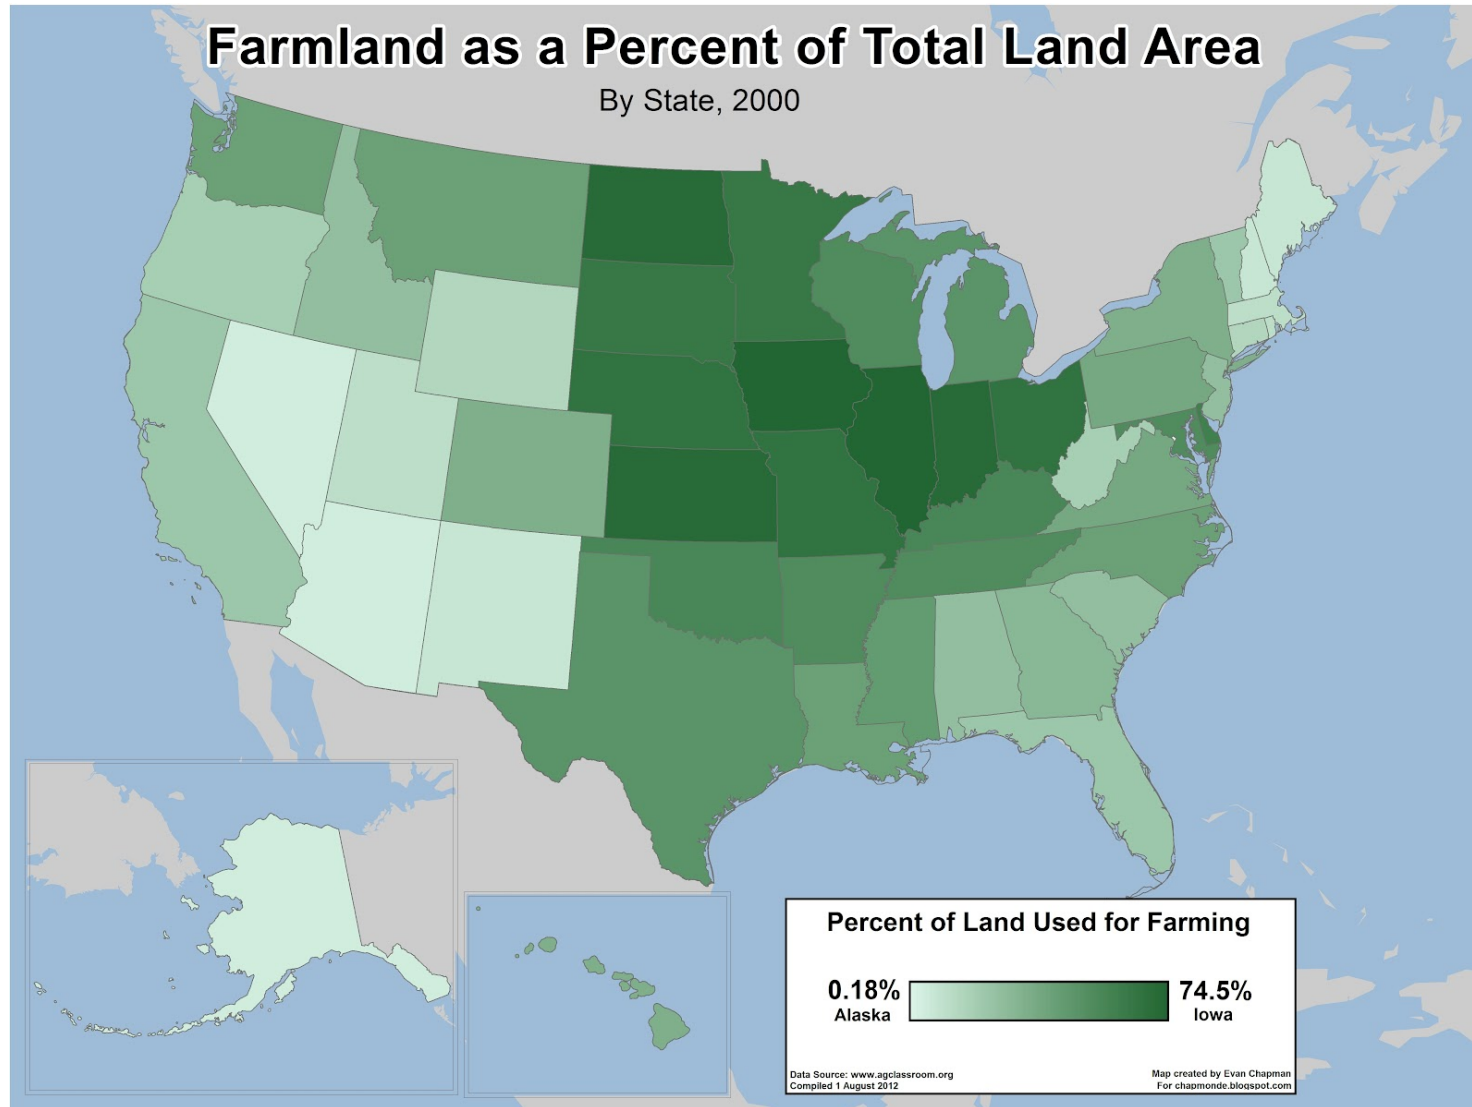 Farmland as a Percent of Total Land Area
By State, 2000
Percent of Land Used for Farming
0.18%
Alaska
74.5%
Iowa
Data Source: www.agclassroom.org
Compiled 1 August 2012
Map created by Evan Chapman
For chapmonde.blogspot.com